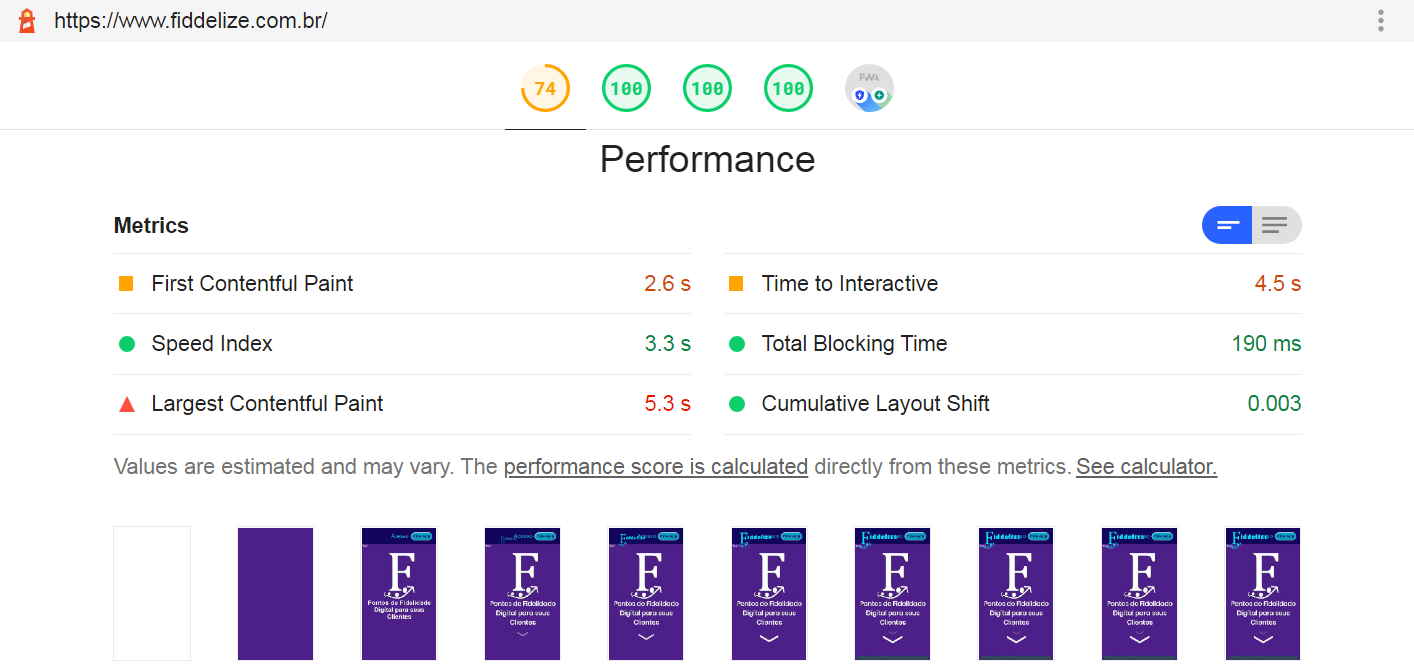 https://www.fiddelize.com.br/
74 100 100 100 PWA
Performance
Metrics
First Contentful Paint 2.6 s
Time to Interactive 4.5 s
Speed Index 3.3 s
Total Blocking Time 190 ms
Largest Contentful Paint 5.3 s
Cumulative Layout Shift 0.003
Values are estimated and may vary. The performance score is calculated directly from these metrics. See calculator.
F
Pontos de Fidelidade
Digital para seus
Clientes
F
Pontos de Fidelidade
Digital para seus
Clientes
F
Pontos de Fidelidade
Digital para seus
Clientes
Fiddelize
F
Pontos de Fidelidade
Digital para seus
Clientes
Fiddelize
F
Pontos de Fidelidade
Digital para seus
Clientes
Fiddelize
F
Pontos de Fidelidade
Digital para seus
Clientes
Fiddelize
F
Pontos de Fidelidade
Digital para seus
Clientes
Fiddelize
F
Pontos de Fidelidade
Digital para seus
Clientes